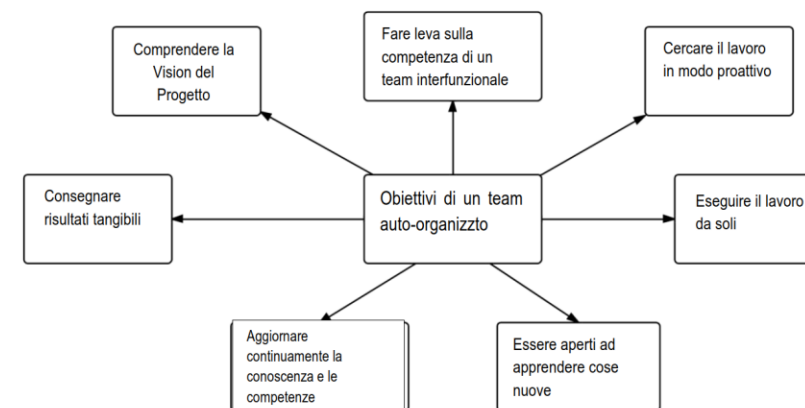 Comprendere la
Vision del
Progetto
Fare leva sulla
competenza di un
team interfunzionale
Cercare il lavoro
in modo proattivo
Consegnare
risultati tangibili
Obiettivi di un team
auto-organizzto
Eseguire il lavoro
da soli
Aggiornare
continuamente la
conoscenza e le
competenze
Essere aperti ad
apprendere cose
nuove